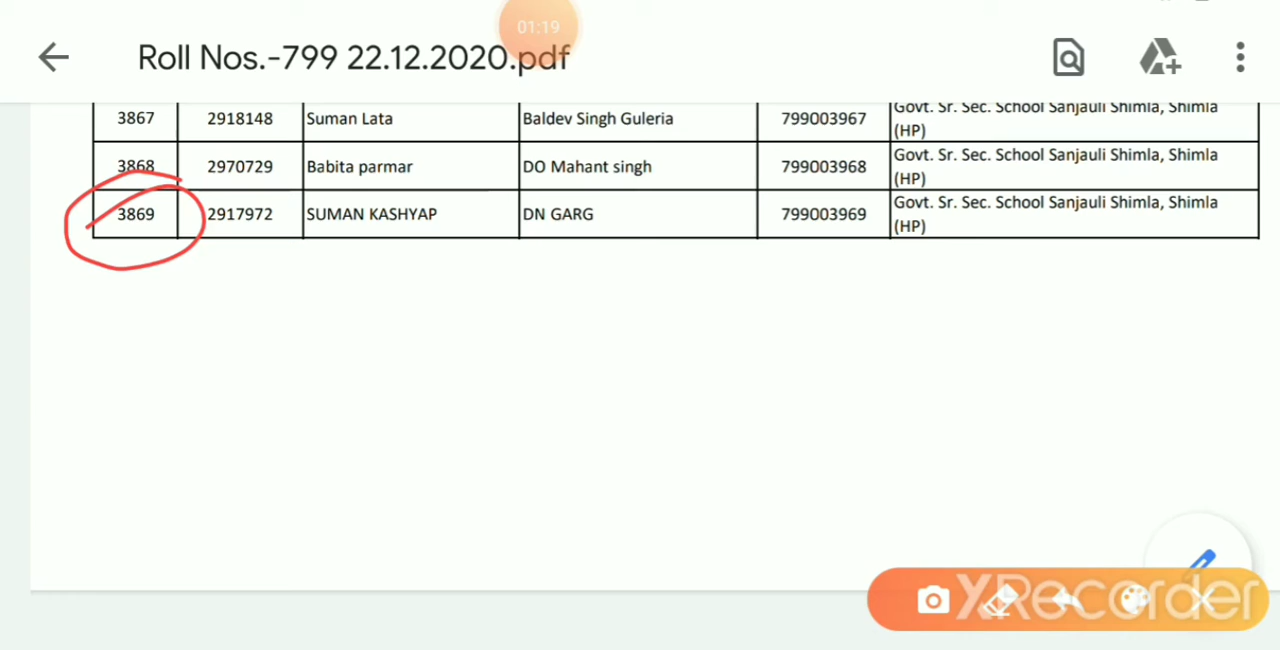 01:19
Roll Nos.-799 22.12.2020.pdf
3867 2918148 Suman Lata Baldev Singh Guleria 799003967 Govt. Sr. Sec. School Sanjauli Shimla, Shimla
(HP)
3868 2970729 Babita parmar DO Mahant singh 799003968 Govt. Sr. Sec. School Sanjauli Shimla, Shimla
(HP)
3869 2917972 SUMAN KASHYAP DN GARG 799003969 Govt. Sr. Sec. School Sanjauli Shimla, Shimla
(HP)
XRecorder